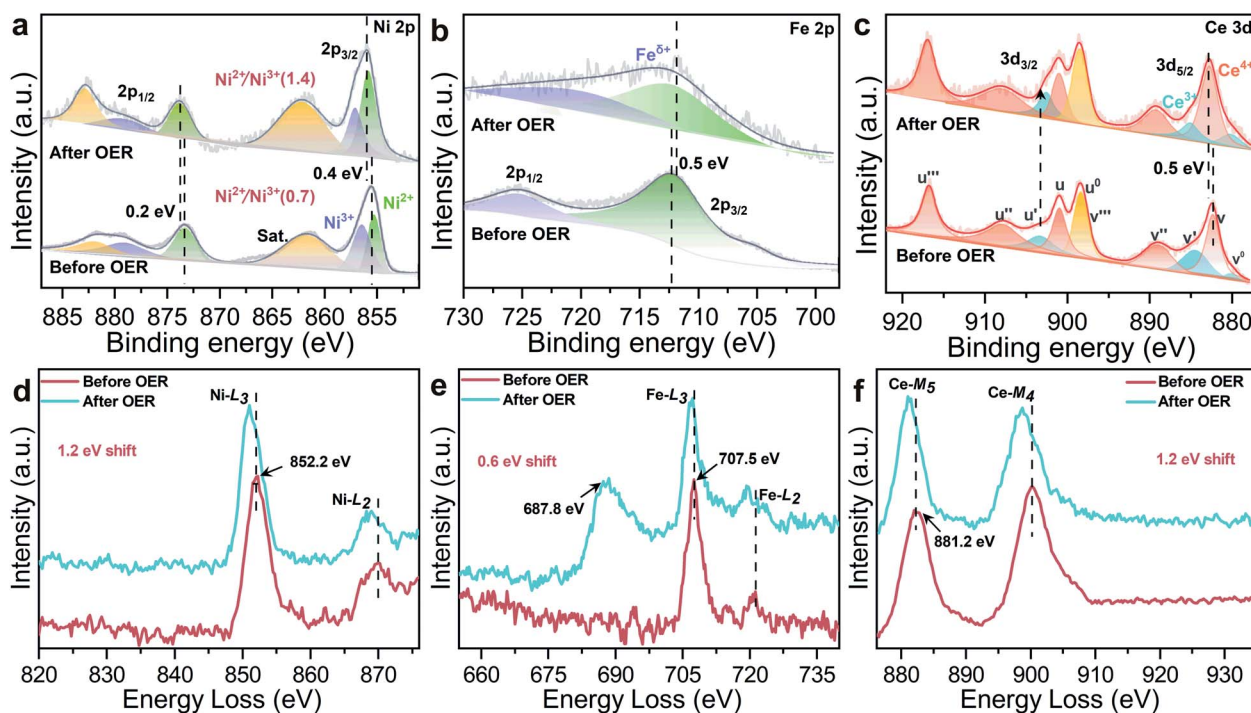 a
Ni 2p
2p3/2
Ni2+/Ni3+(1.4)
2p1/2
After OER
0.4 eV
Ni2+/Ni3+(0.7)
0.2 eV
Ni3+
Ni2+
Sat.
Before OER
Intensity (a.u.)
885 880 875 870 865 860 855
Binding energy (eV)
b
Fe 2p
Feδ+
After OER
0.5 eV
2p1/2
2p3/2
Before OER
Intensity (a.u.)
730 725 720 715 710 705 700
Binding energy (eV)
c
Ce 3d
3d3/2
3d5/2
Ce4+
Ce3+
After OER
0.5 eV
u'''
u''
u'
u
u0
v'''
v''
v'
v
v0
Before OER
Intensity (a.u.)
920 910 900 890 880
Binding energy (eV)
d
Before OER
After OER
Ni-L3
1.2 eV shift
852.2 eV
Ni-L2
Intensity (a.u.)
820 830 840 850 860 870
Energy Loss (eV)
e
Before OER
After OER
Fe-L3
0.6 eV shift
707.5 eV
687.8 eV
Fe-L2
Intensity (a.u.)
660 675 690 705 720 735
Energy Loss (eV)
f
Ce-M5
Ce-M4
Before OER
After OER
1.2 eV shift
881.2 eV
Intensity (a.u.)
880 890 900 910 920 930
Energy Loss (eV)